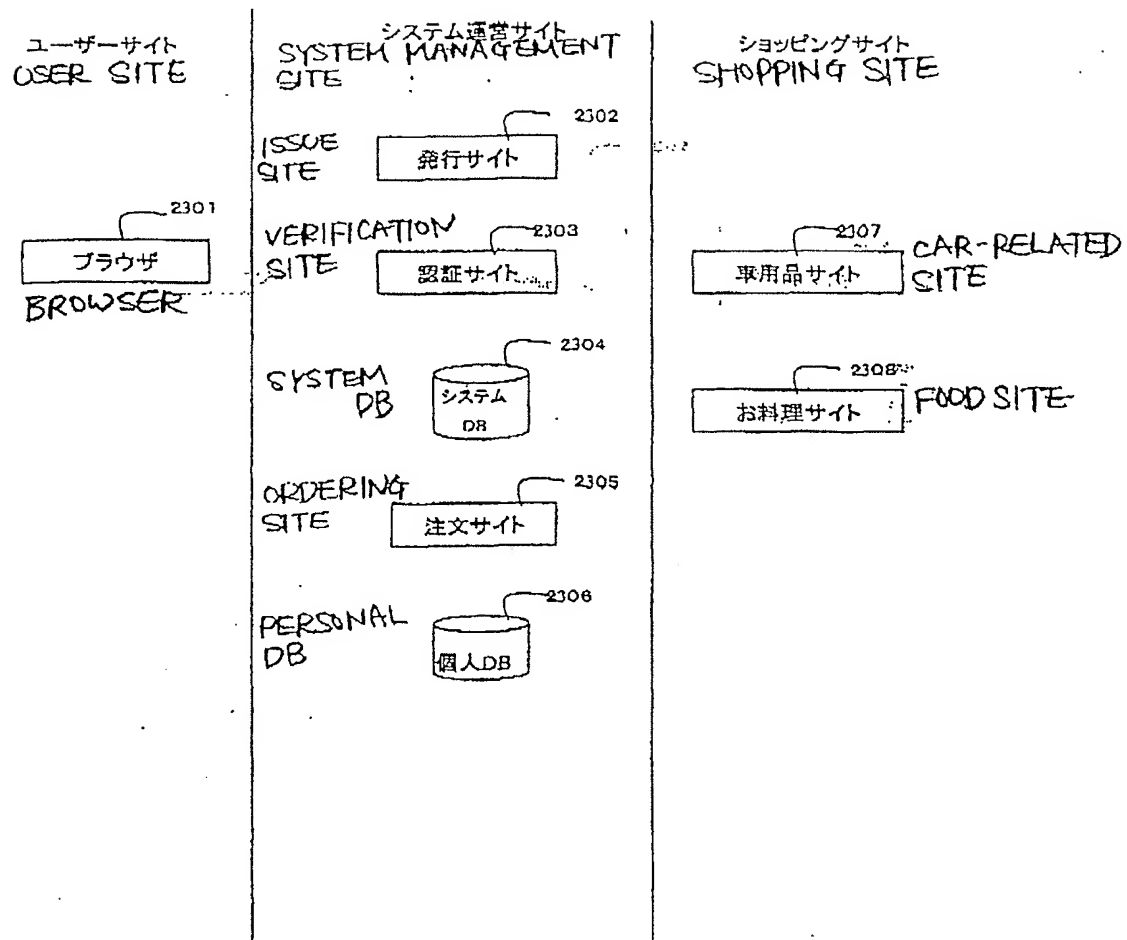 ユーザーサイト
USER SITE
2301
ブラウザ
BROWSER
システム運営サイト
SYSTEM MANAGEMENT
SITE
2302
ISSUE
SITE
発行サイト
VERIFICATION
SITE
2303
認証サイト
2304
SYSTEM
DB
システム
DB
ORDERING
SITE
2305
注文サイト
2306
PERSONAL
DB
個人DB
ショッピングサイト
SHOPPING SITE
2307
車用品サイト
CAR-RELATED
SITE
2308
お料理サイト
FOOD SITE